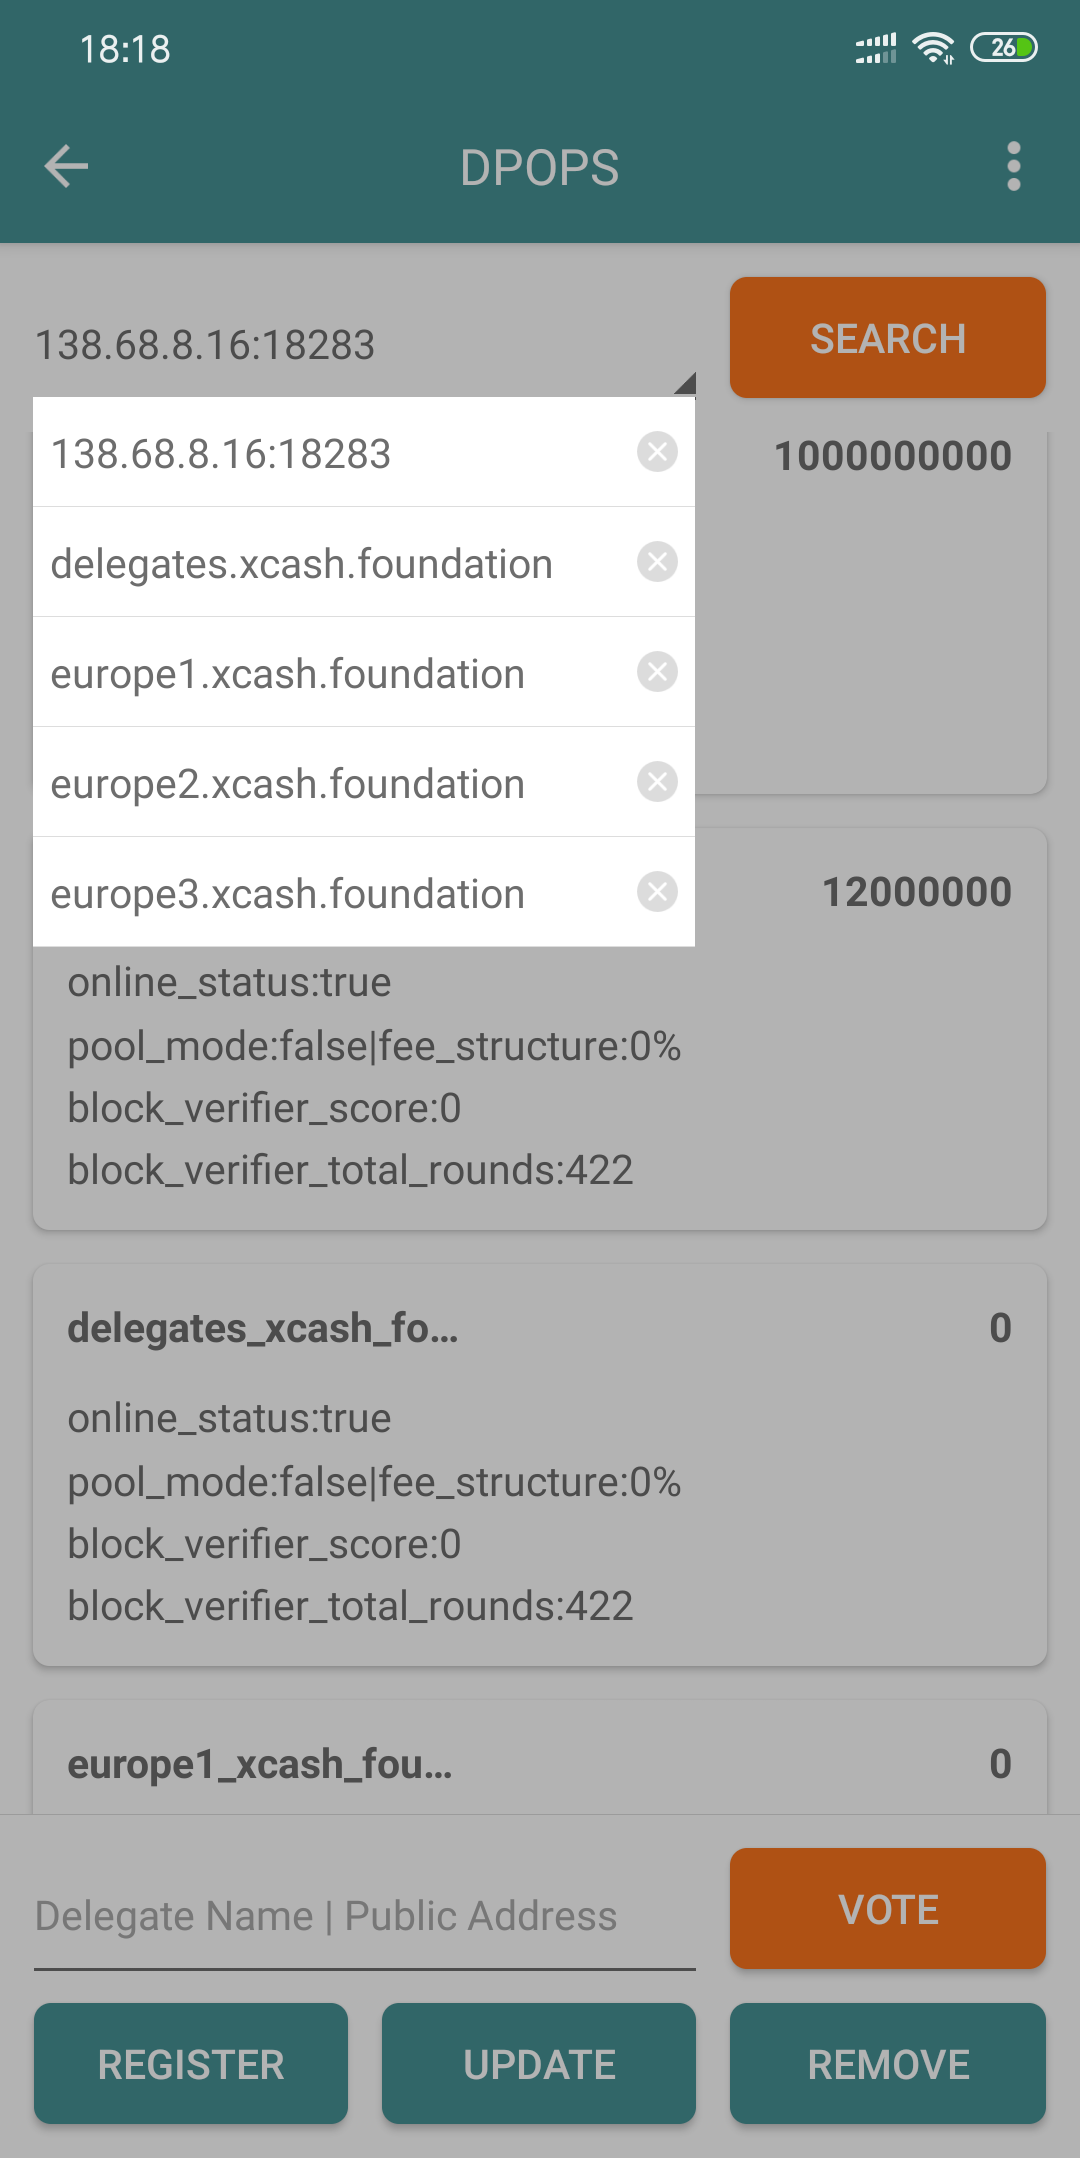 18:18
26
DPOPS
138.68.8.16:18283
SEARCH
138.68.8.16:18283
1000000000
delegates.xcash.foundation
europe1.xcash.foundation
europe2.xcash.foundation
europe3.xcash.foundation
12000000
online_status:true
pool_mode:false|fee_structure:0%
block_verifier_score:0
block_verifier_total_rounds:422
delegates_xcash_fo...
0
online_status:true
pool_mode:false|fee_structure:0%
block_verifier_score:0
block_verifier_total_rounds:422
europe1_xcash_fou...
0
Delegate Name | Public Address
VOTE
REGISTER
UPDATE
REMOVE